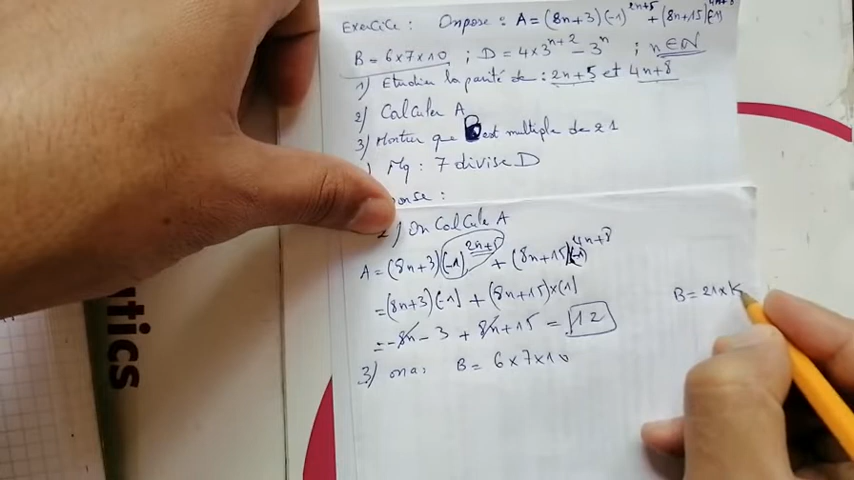 Exercice : On pose : A = (8n+3)(-1)^2n+5 + (8n+15)(-1)^4n+8
B = 6×7×10 ; D = 4×3^n+2 - 3^n ; n ∈ ℕ
1) Etudier la parité de : 2n+5 et 4n+8
2) Calculer A
3) Montrer que B est multiple de 21
) Mq : 7 divise D
ponse :
2) On Calcule A
A = (8n+3)(-1)^2n+5 + (8n+15)(-1)^4n+8
= (8n+3)(-1) + (8n+15)×(1)
= -8n - 3 + 8n + 15 = 12
3) on a : B = 6×7×10
B = 21×K
tics